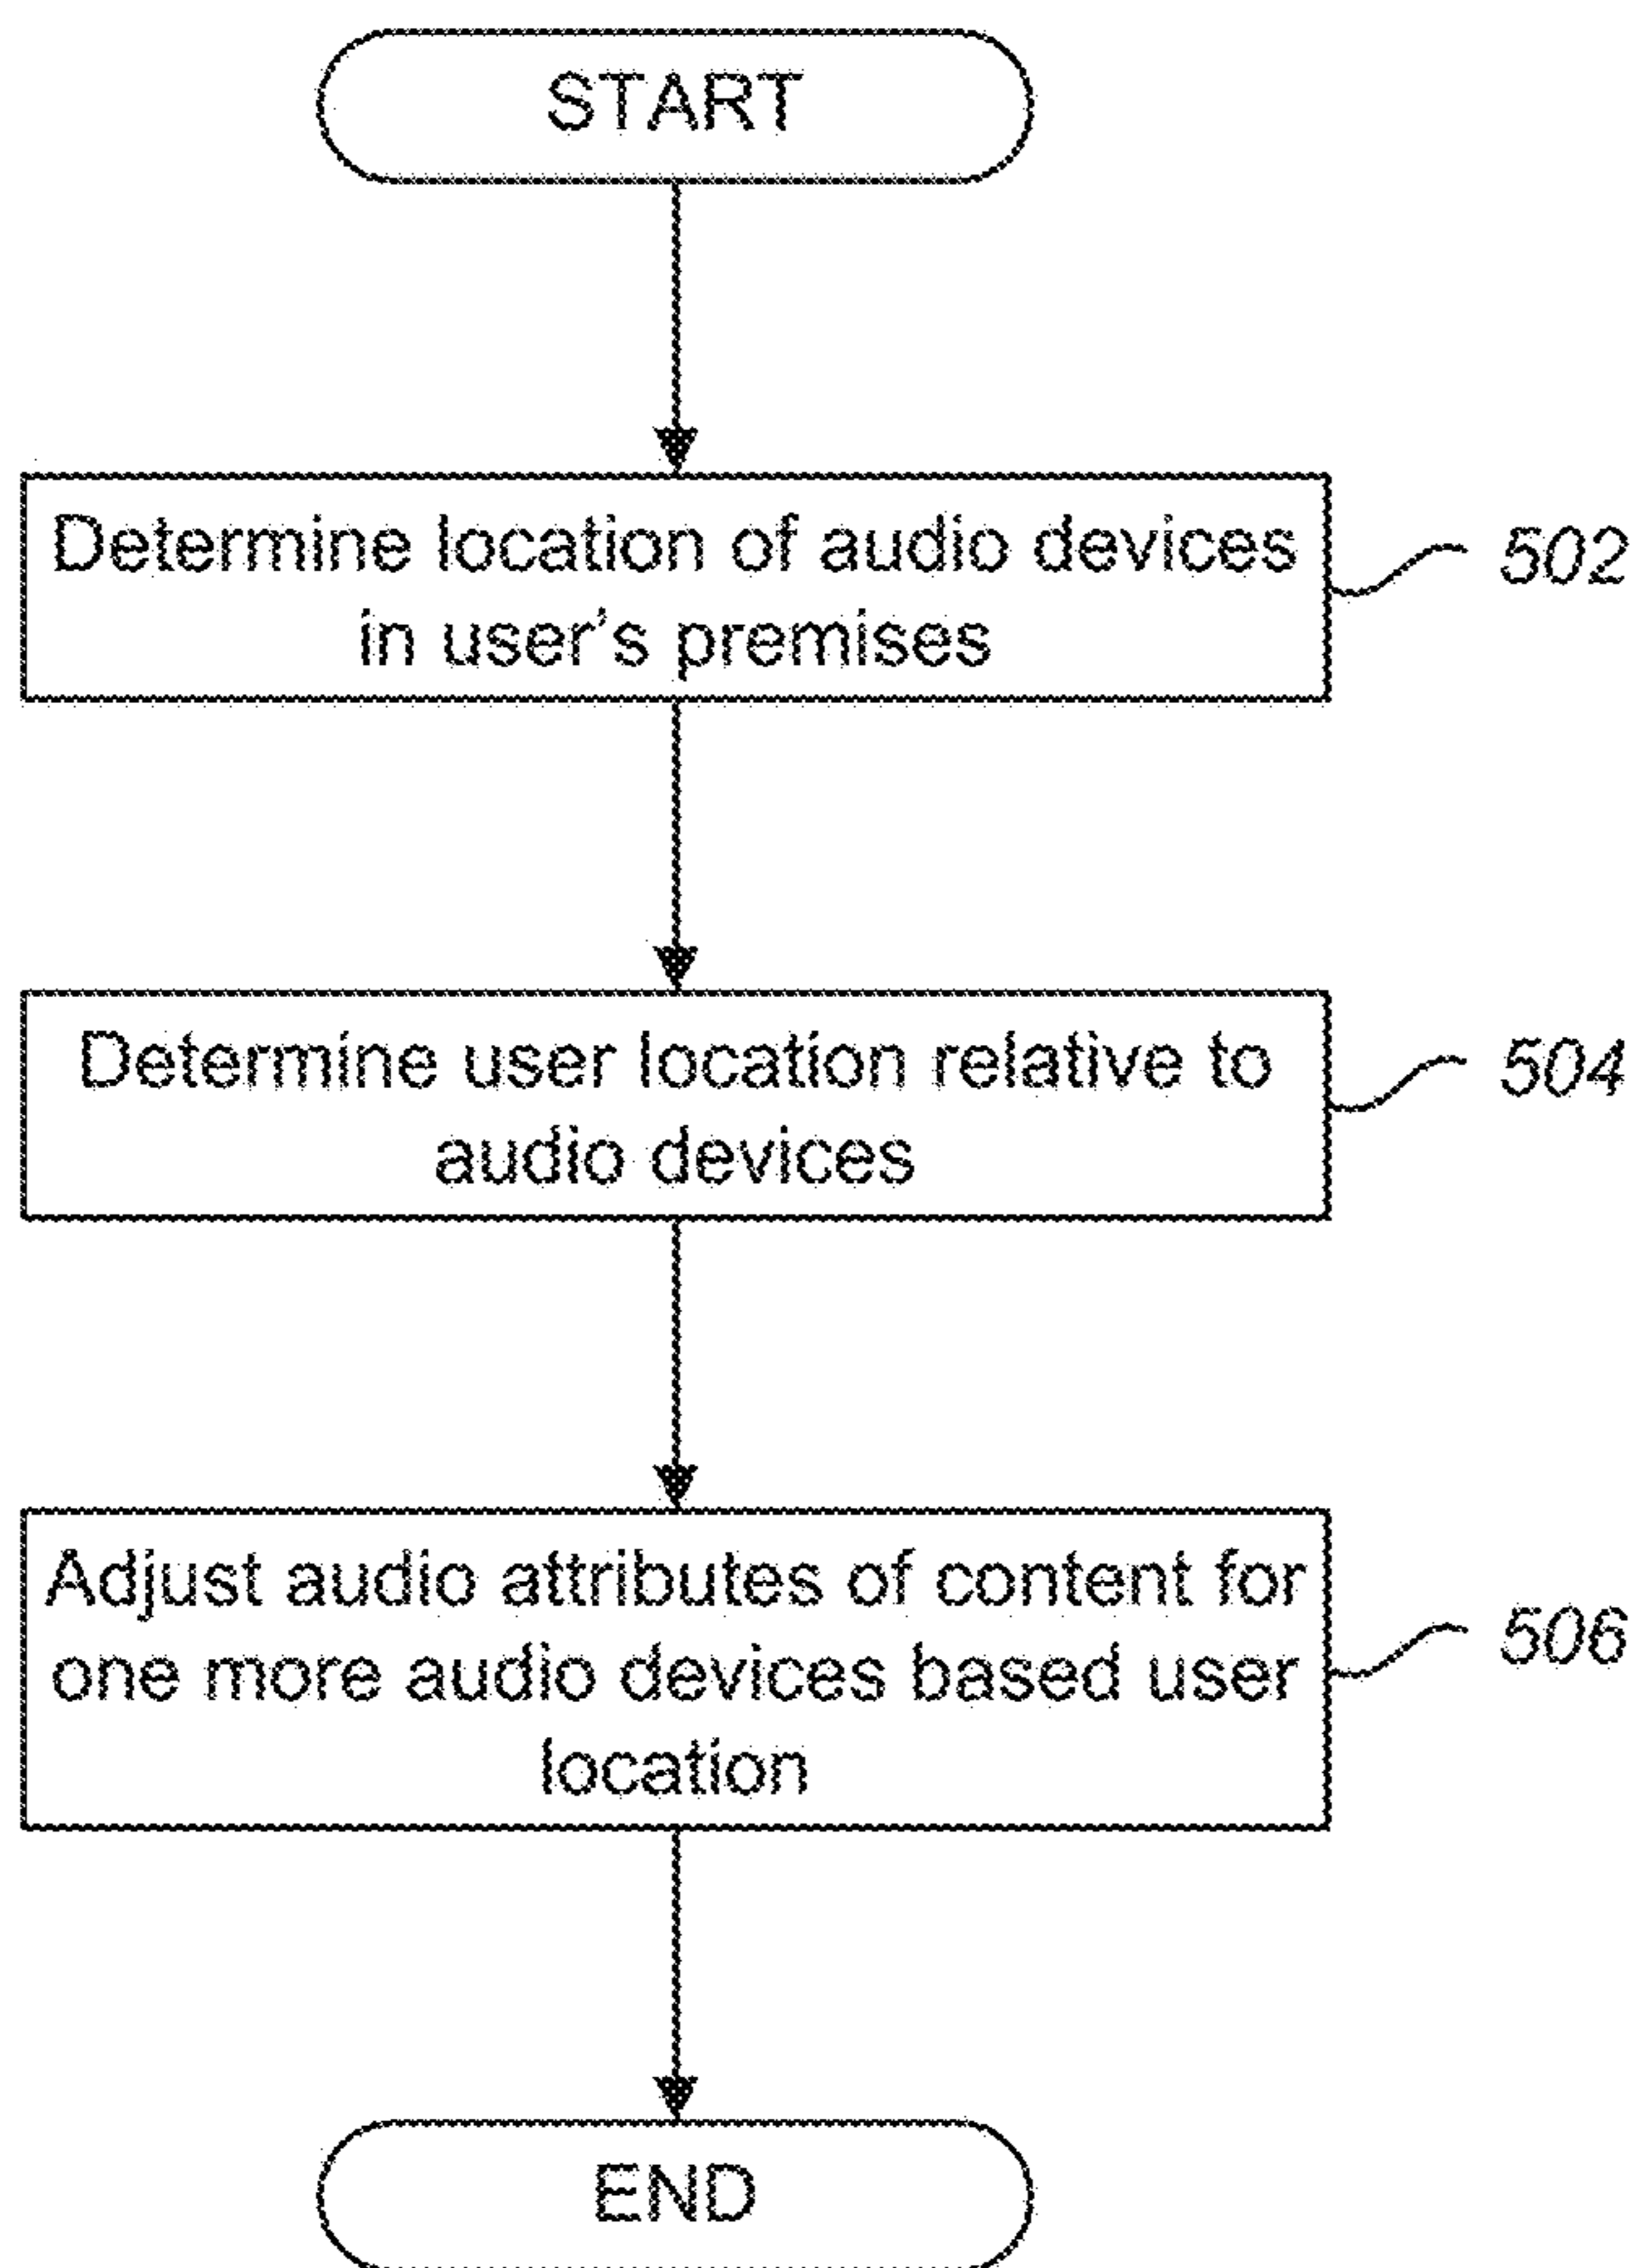 START
Determine location of audio devices
in user's premises
502
Determine user location relative to
audio devices
504
Adjust audio attributes of content for
one more audio devices based user
location
506
END